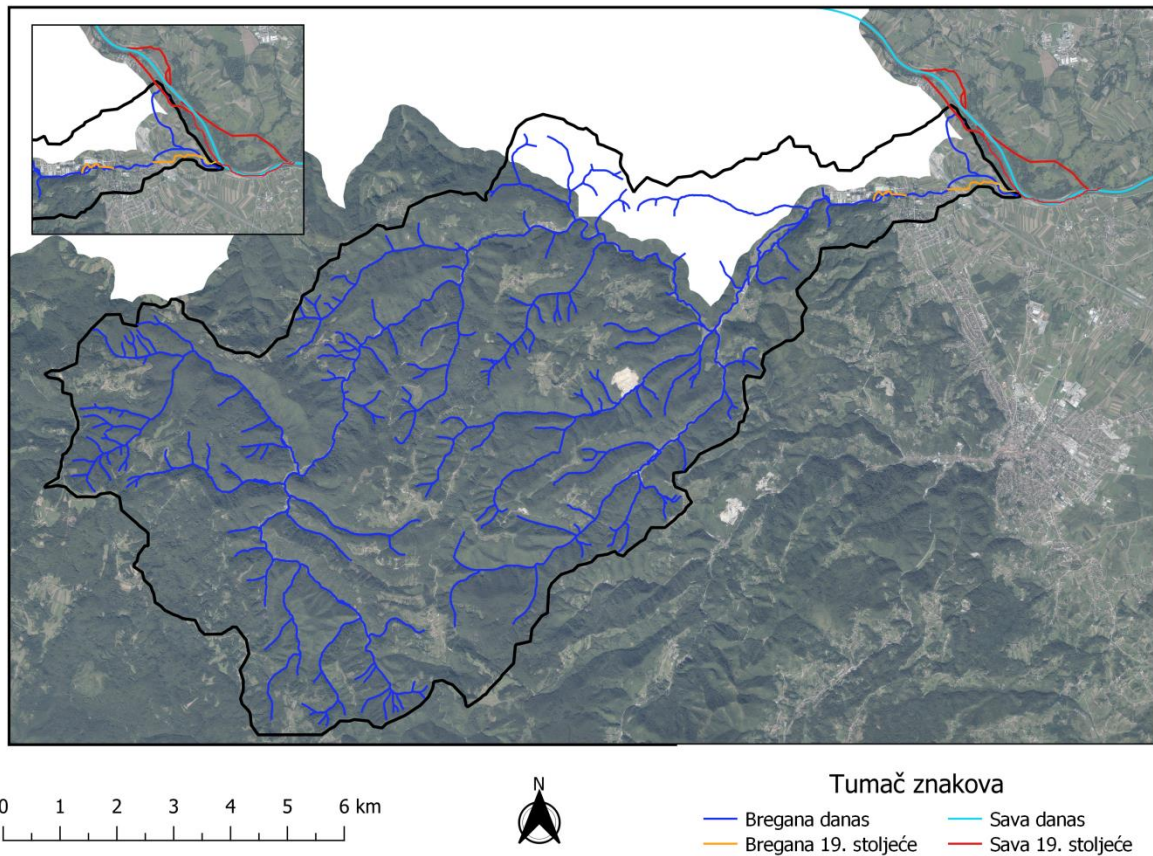 N
0 1 2 3 4 5 6 km
Tumač znakova
Bregana danas
Sava danas
Bregana 19. stoljeće
Sava 19. stoljeće